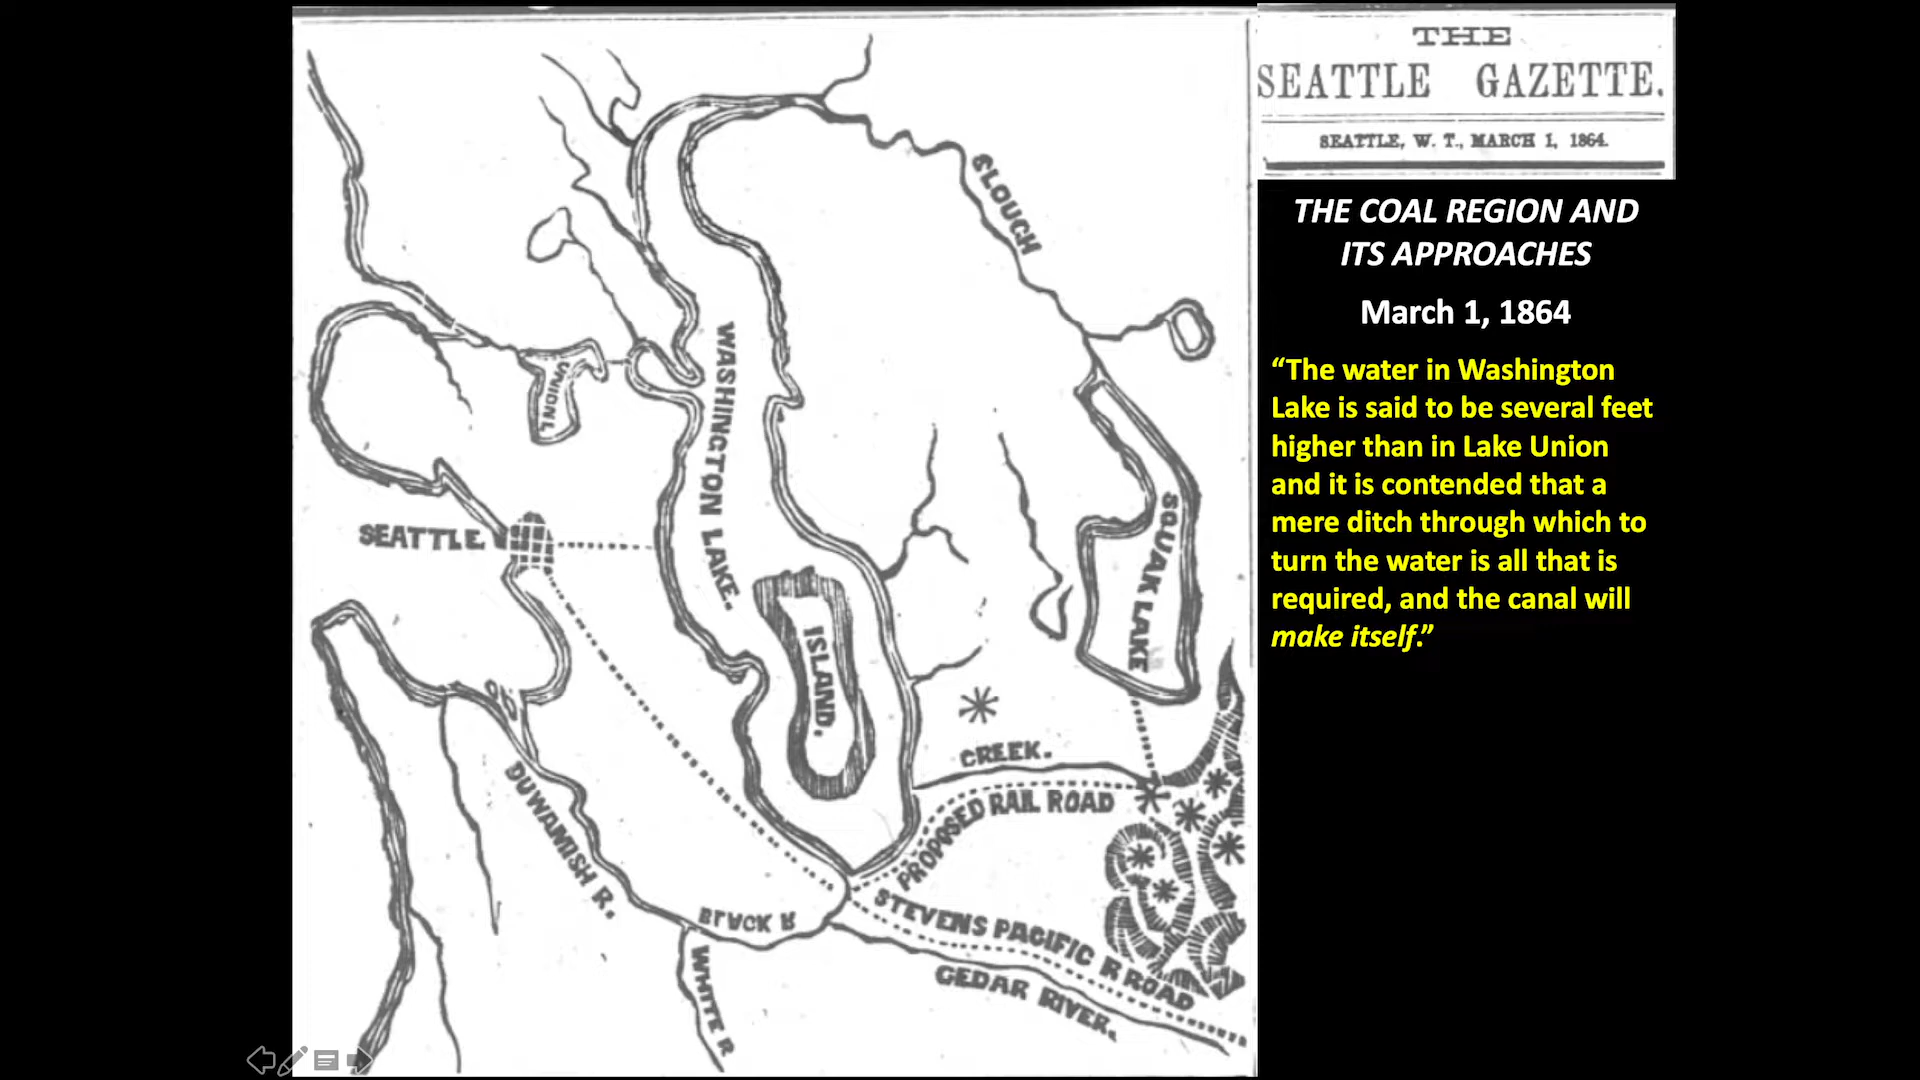 THE
SEATTLE GAZETTE.
SEATTLE, W. T., MARCH 1, 1864.
THE COAL REGION AND
ITS APPROACHES
March 1, 1864
“The water in Washington
Lake is said to be several feet
higher than in Lake Union
and it is contended that a
mere ditch through which to
turn the water is all that is
required, and the canal will
make itself.”
SLOUGH
UNION L
WASHINGTON LAKE.
SEATTLE
SQUAK LAKE
ISLAND.
CREEK.
PROPOSED RAIL ROAD
DUWAMISH R.
BLACK R
STEVENS PACIFIC R ROAD
WHITE R
CEDAR RIVER.